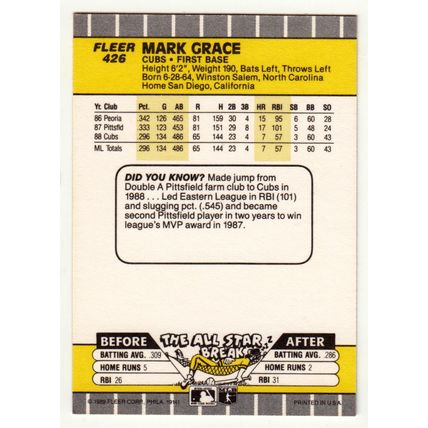 FLEER
426
MARK GRACE
CUBS • FIRST BASE
Height 6'2", Weight 190, Bats Left, Throws Left
Born 6-28-64, Winston Salem, North Carolina
Home San Diego, California
Yr. Club Pct. G AB R H 2B 3B HR RBI SB BB SO
86 Peoria .342 126 465 81 159 30 4 15 95 6 60 28
87 Pittsfld .333 123 453 81 151 29 8 17 101 5 48 24
88 Cubs .296 134 486 65 144 23 4 7 57 3 60 43
ML Totals .296 134 486 65 144 23 4 7 57 3 60 43
DID YOU KNOW? Made jump from
Double A Pittsfield farm club to Cubs in
1988 . . . Led Eastern League in RBI (101)
and slugging pct. (.545) and became
second Pittsfield player in two years to win
league's MVP award in 1987.
BEFORE THE ALL STAR BREAK AFTER
BATTING AVG. .309 BATTING AVG. .286
HOME RUNS 5 HOME RUNS 2
RBI 26 RBI 31
© 1989 FLEER CORP., PHILA. 19141 PRINTED IN U.S.A.